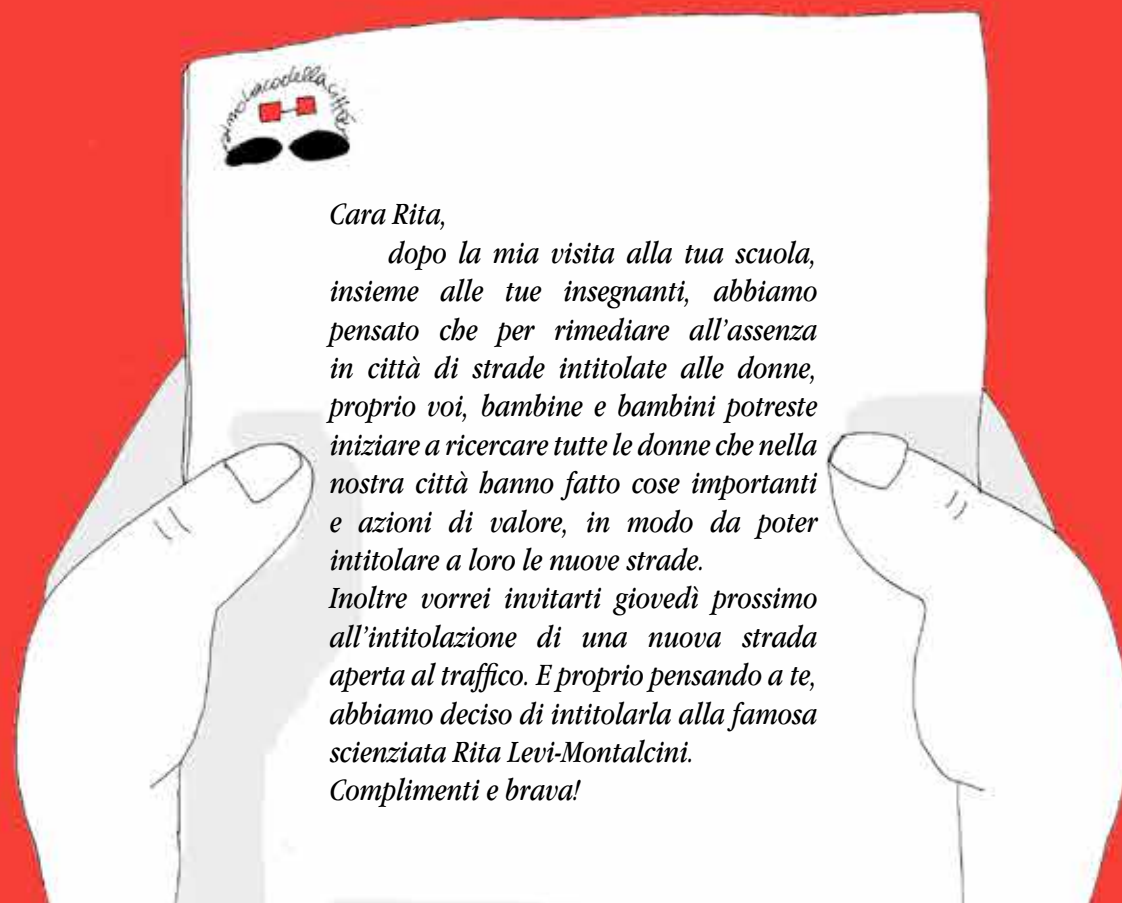 sindacodellacittà
Cara Rita,
dopo la mia visita alla tua scuola,
insieme alle tue insegnanti, abbiamo
pensato che per rimediare all’assenza
in città di strade intitolate alle donne,
proprio voi, bambine e bambini potreste
iniziare a ricercare tutte le donne che nella
nostra città hanno fatto cose importanti
e azioni di valore, in modo da poter
intitolare a loro le nuove strade.
Inoltre vorrei invitarti giovedì prossimo
all’intitolazione di una nuova strada
aperta al traffico. E proprio pensando a te,
abbiamo deciso di intitolarla alla famosa
scienziata Rita Levi-Montalcini.
Complimenti e brava!